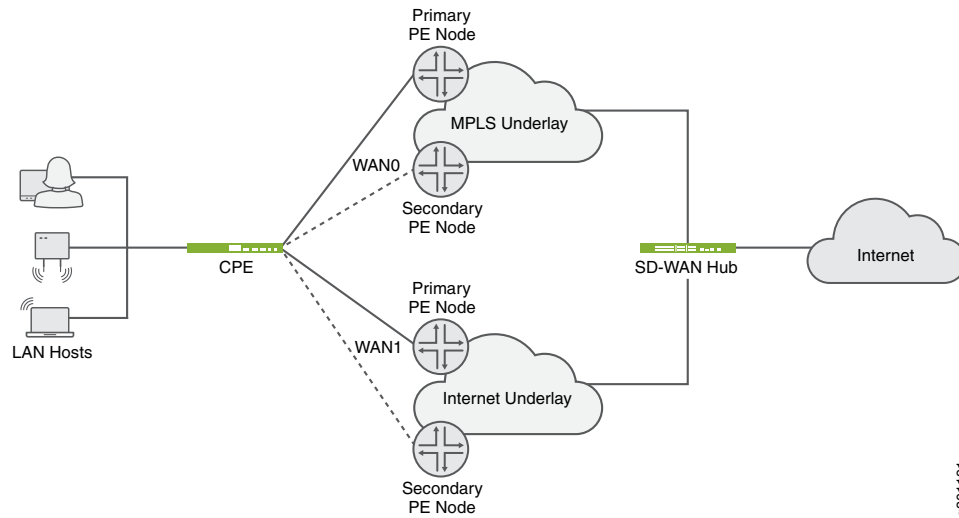 Primary
PE Node
MPLS Underlay
WAN0
Secondary
PE Node
CPE
SD-WAN Hub
Internet
LAN Hosts
Primary
PE Node
WAN1
Internet Underlay
Secondary
PE Node